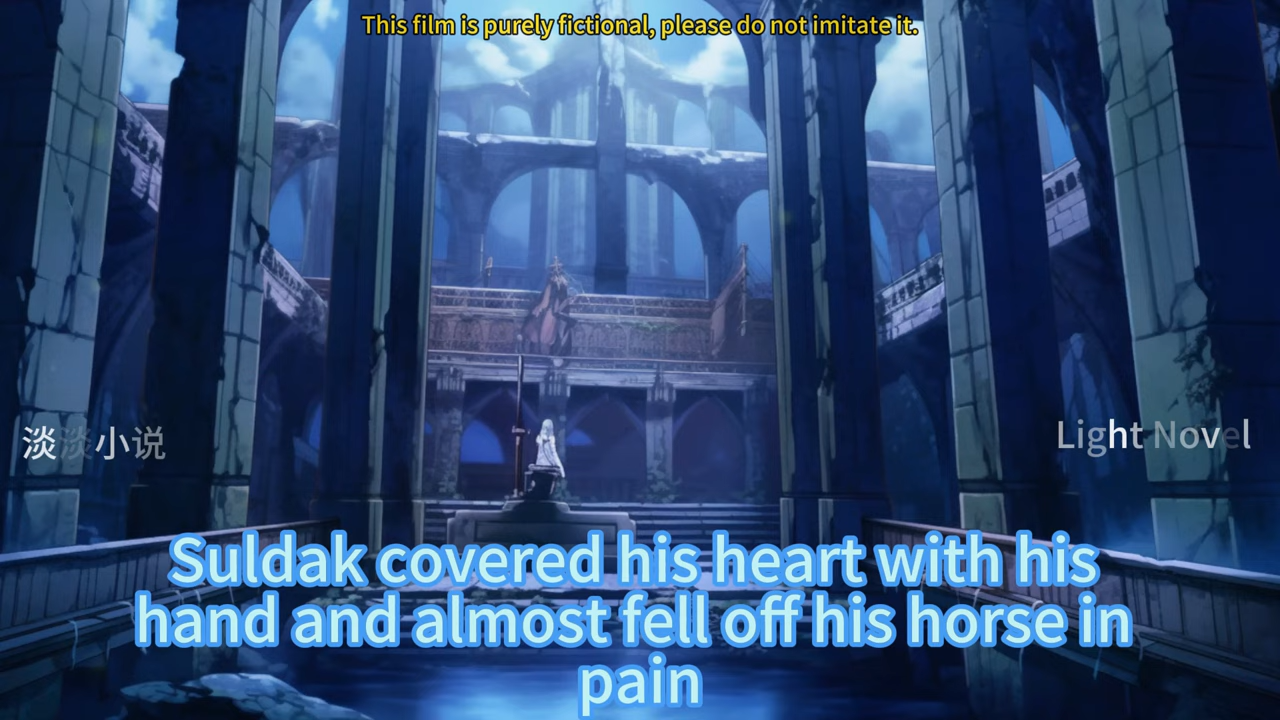 This film is purely fictional, please do not imitate it.
淡淡小说
Light Novel
Suldak covered his heart with his
hand and almost fell off his horse in
pain